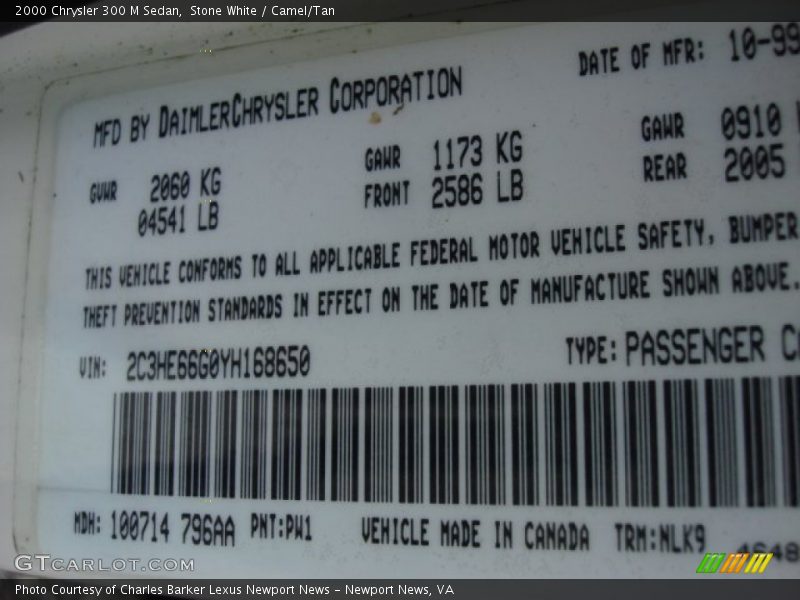 2000 Chrysler 300 M Sedan, Stone White / Camel/Tan
DATE OF MFR: 10-99
MFD BY DAIMLERCHRYSLER CORPORATION
GVWR 2060 KG GAWR 1173 KG GAWR 0910
04541 LB FRONT 2586 LB REAR 2005
THIS VEHICLE CONFORMS TO ALL APPLICABLE FEDERAL MOTOR VEHICLE SAFETY, BUMPER
THEFT PREVENTION STANDARDS IN EFFECT ON THE DATE OF MANUFACTURE SHOWN ABOVE.
VIN: 2C3HE66G0YH168650 TYPE: PASSENGER
MDH: 100714 796AA PNT:PW1 VEHICLE MADE IN CANADA TRM:NLK9
GTCARLOT.COM
Photo Courtesy of Charles Barker Lexus Newport News – Newport News, VA